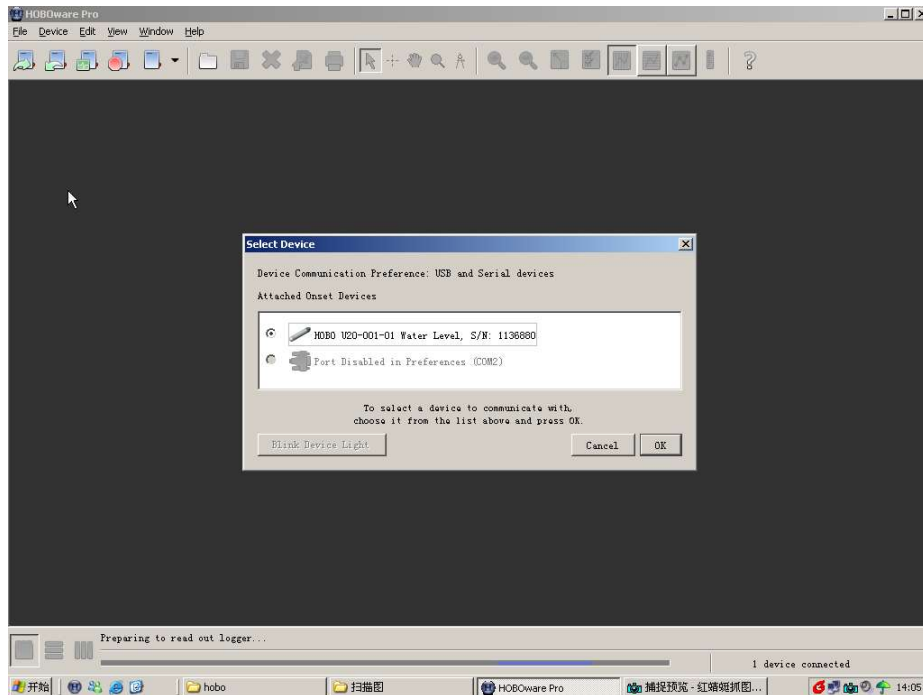 HOBOware Pro
File Device Edit View Window Help
Select Device
Device Communication Preference: USB and Serial devices
Attached Onset Devices
HOBO U20-001-01 Water Level, S/N: 1136880
Port Disabled in Preferences (COM2)
To select a device to communicate with,
choose it from the list above and press OK.
Blink Device Light Cancel OK
Preparing to read out logger...
1 device connected
开始 hobo 扫描图 HOBOware Pro 捕捉预览 - 红蜻蜓抓图... 14:05